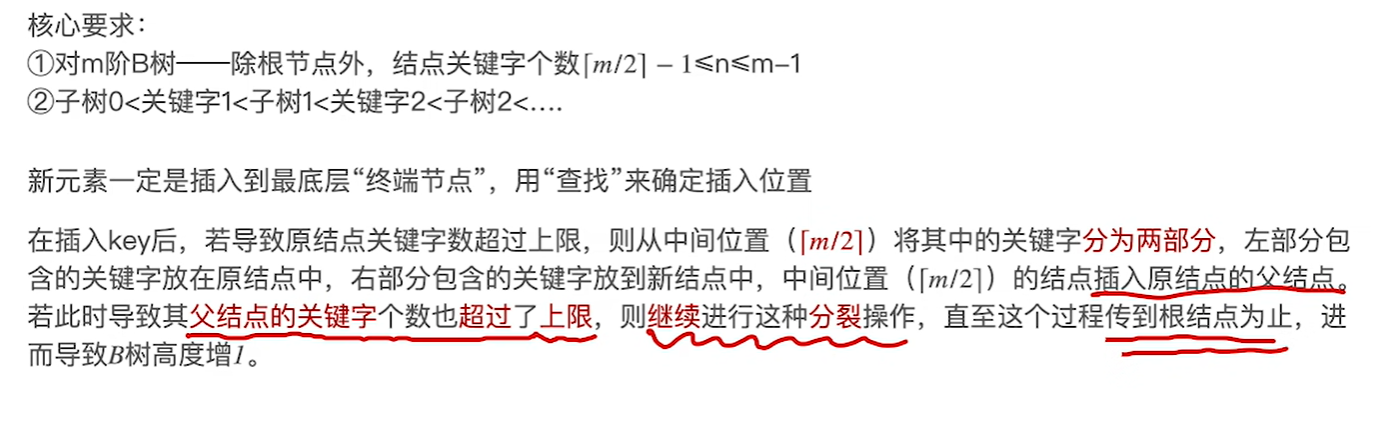 核心要求：
①对m阶B树——除根节点外，结点关键字个数⌈m/2⌉ − 1≤n≤m−1
②子树0<关键字1<子树1<关键字2<子树2<....
新元素一定是插入到最底层“终端节点”，用“查找”来确定插入位置
在插入key后，若导致原结点关键字数超过上限，则从中间位置（⌈m/2⌉）将其中的关键字分为两部分，左部分包
含的关键字放在原结点中，右部分包含的关键字放到新结点中，中间位置（⌈m/2⌉）的结点插入原结点的父结点。
若此时导致其父结点的关键字个数也超过了上限，则继续进行这种分裂操作，直至这个过程传到根结点为止，进
而导致B树高度增1。